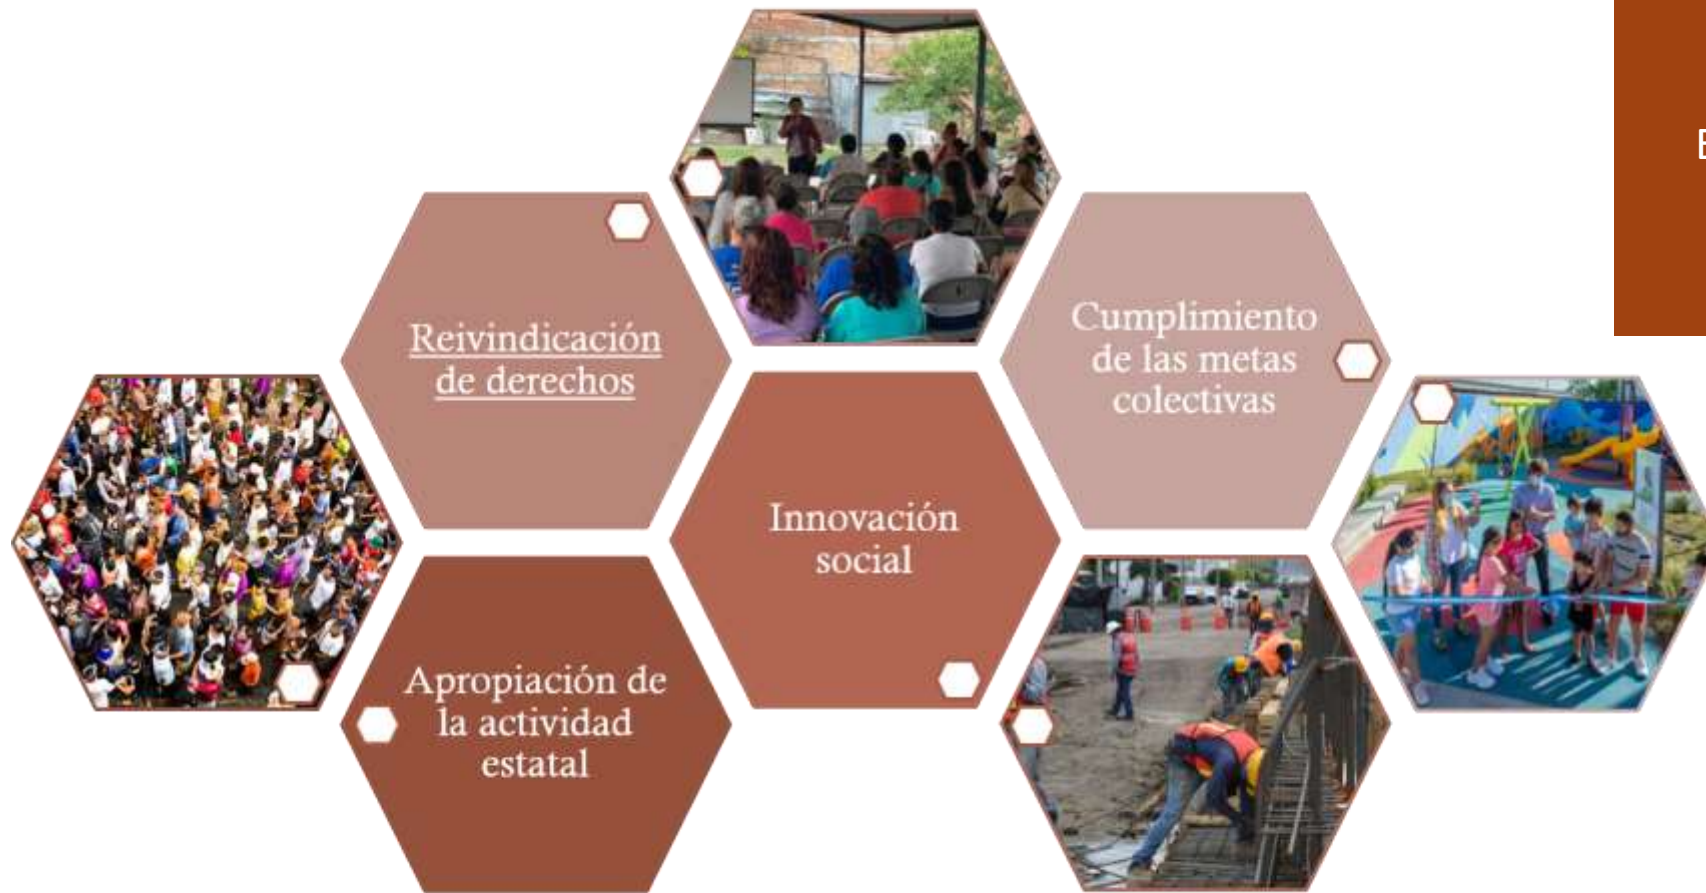 Reivindicación
de derechos
Cumplimiento
de las metas
colectivas
Innovación
social
Apropiación de
la actividad
estatal